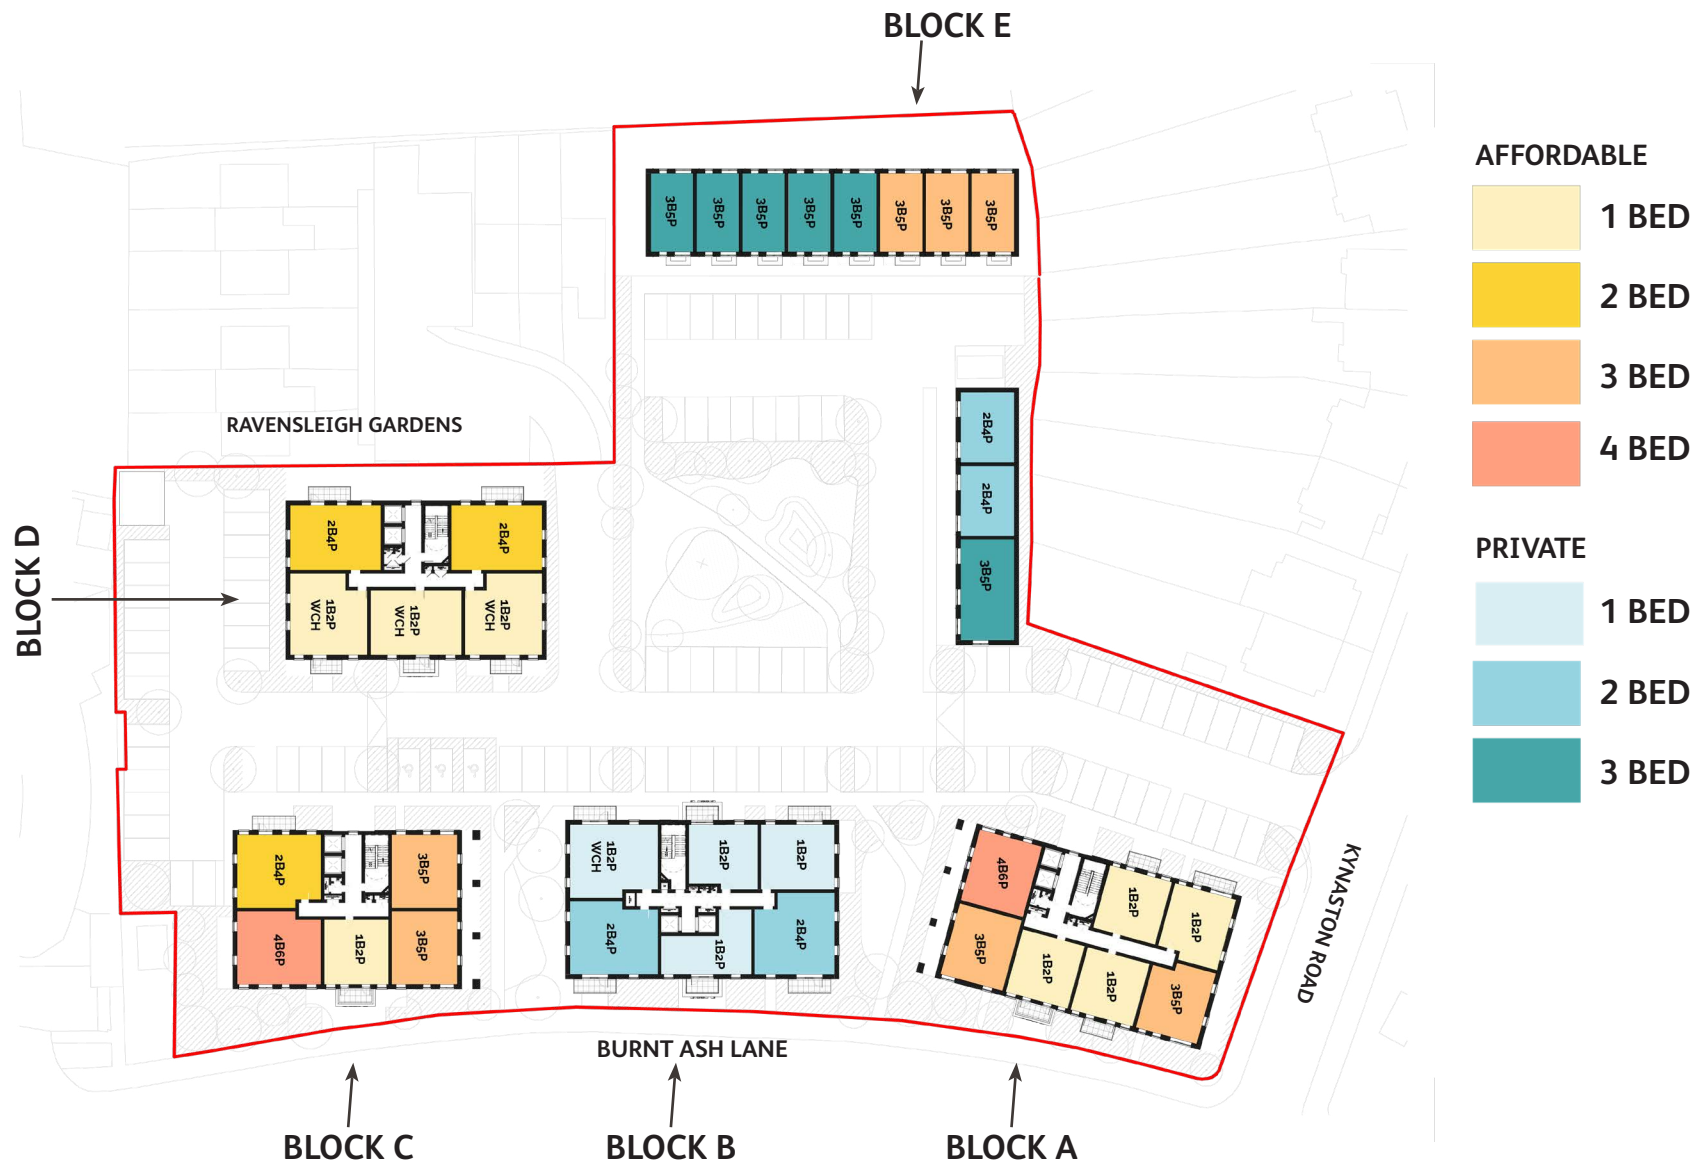 BLOCK E
AFFORDABLE
1 BED
2 BED
3 BED
4 BED
PRIVATE
1 BED
2 BED
3 BED
3B5P
3B5P
3B5P
3B5P
3B5P
3B5P
3B5P
3B5P
RAVENSLEIGH GARDENS
2B4P
2B4P
3B5P
BLOCK D
2B4P
2B4P
1B2P
WCH
1B2P
WCH
1B2P
WCH
2B4P
3B5P
4B6P
1B2P
3B5P
1B2P
WCH
1B2P
1B2P
2B4P
1B2P
2B4P
4B6P
1B2P
1B2P
3B5P
1B2P
1B2P
3B5P
KYNASTON ROAD
BURNT ASH LANE
BLOCK C
BLOCK B
BLOCK A